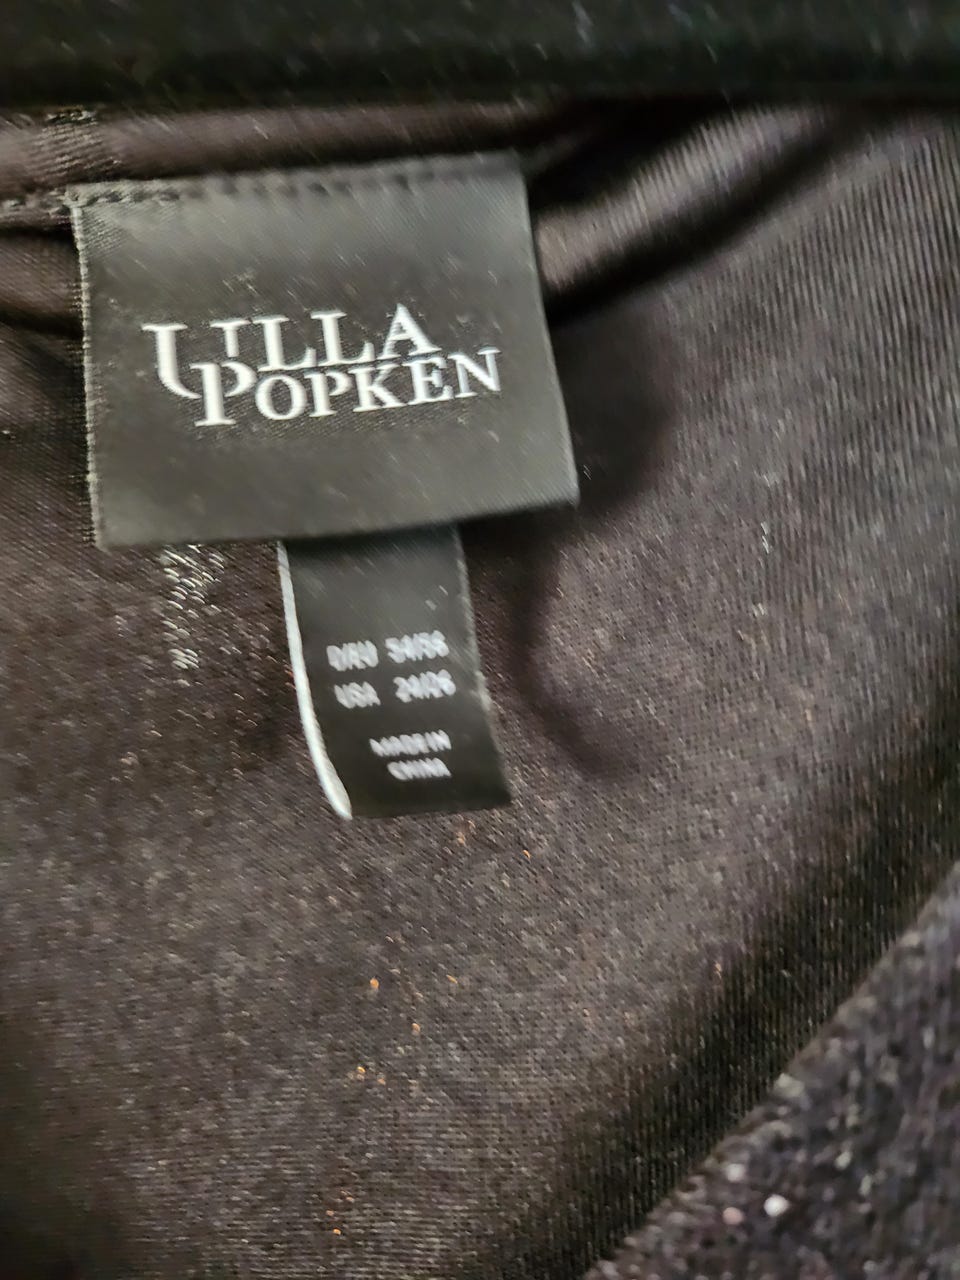 ULLA
POPKEN
D/EU 54/56
USA 24/26
MADE IN
CHINA